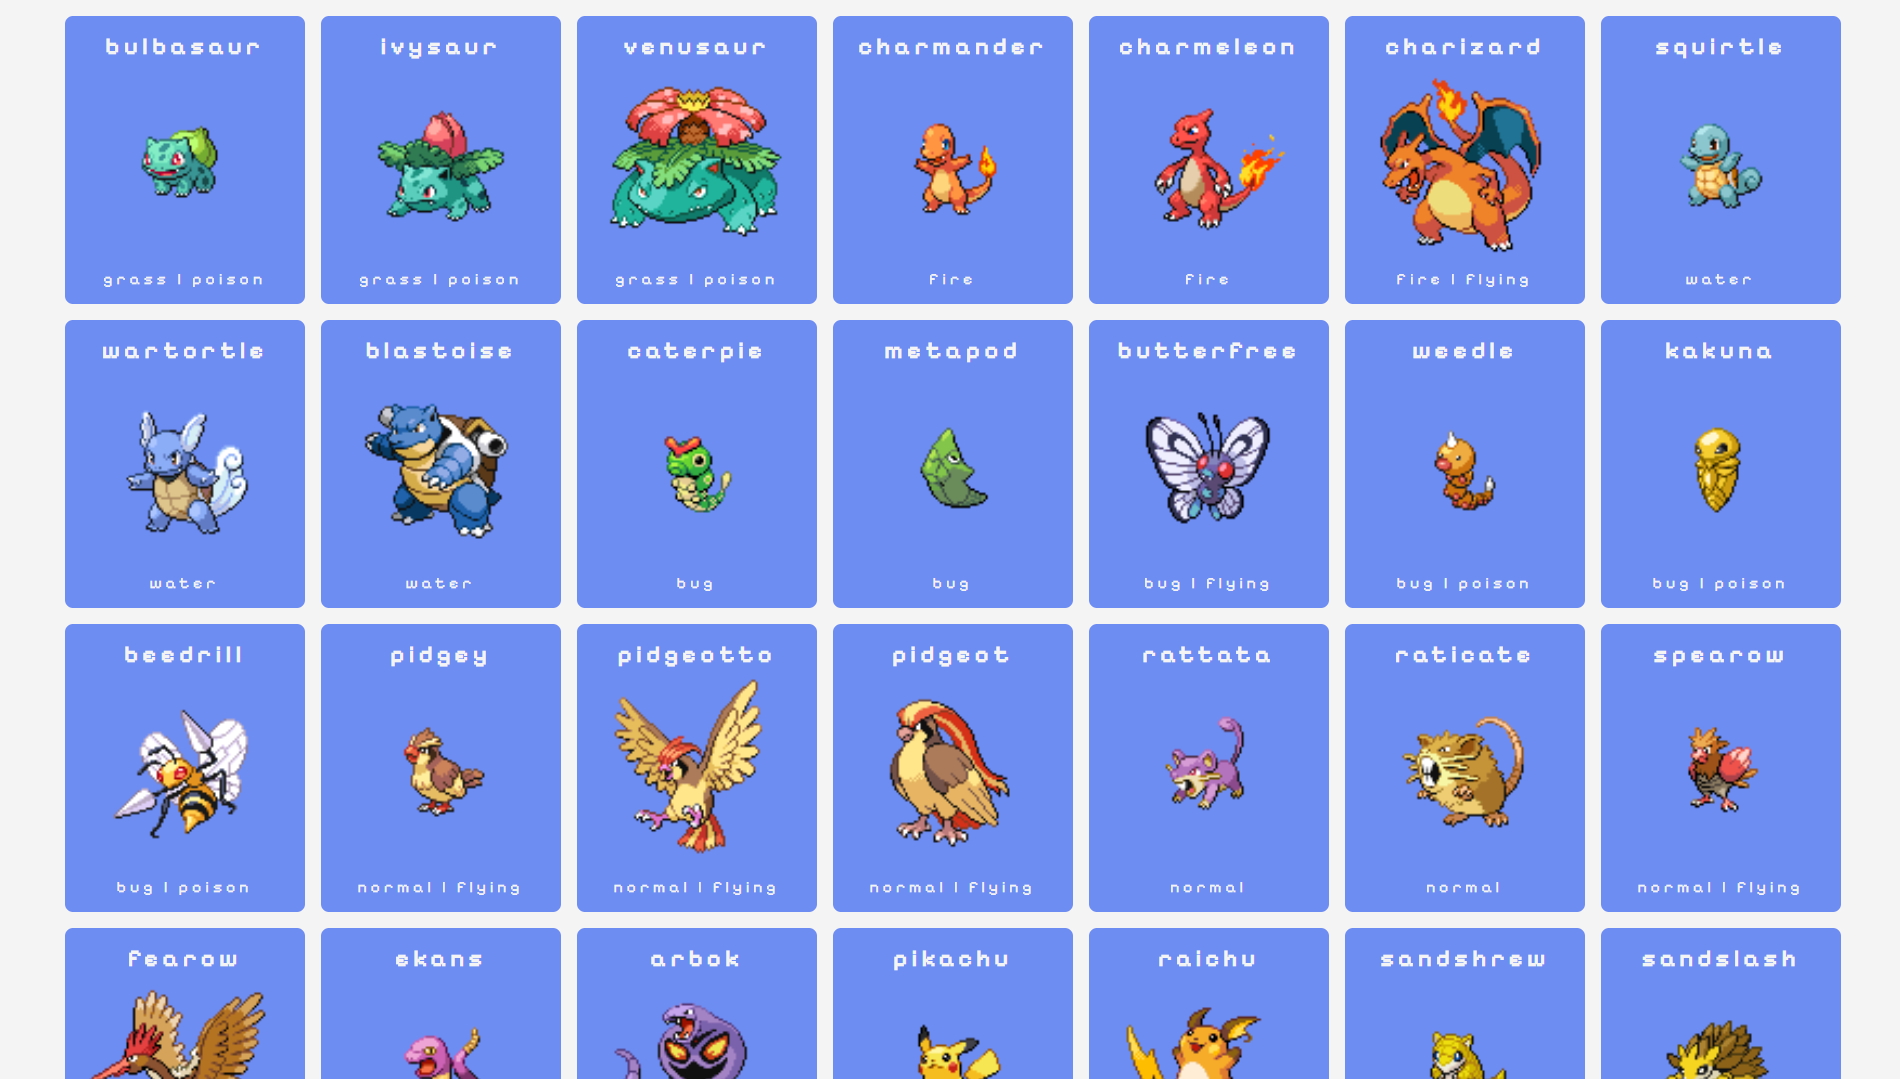 bulbasaur ivysaur venusaur charmander charmeleon charizard squirtle
grass | poison grass | poison grass | poison fire fire fire | flying water
wartortle blastoise caterpie metapod butterfree weedle kakuna
water water bug bug bug | flying bug | poison bug | poison
beedrill pidgey pidgeotto pidgeot rattata raticate spearow
bug | poison normal | flying normal | flying normal | flying normal normal normal | flying
fearow ekans arbok pikachu raichu sandshrew sandslash